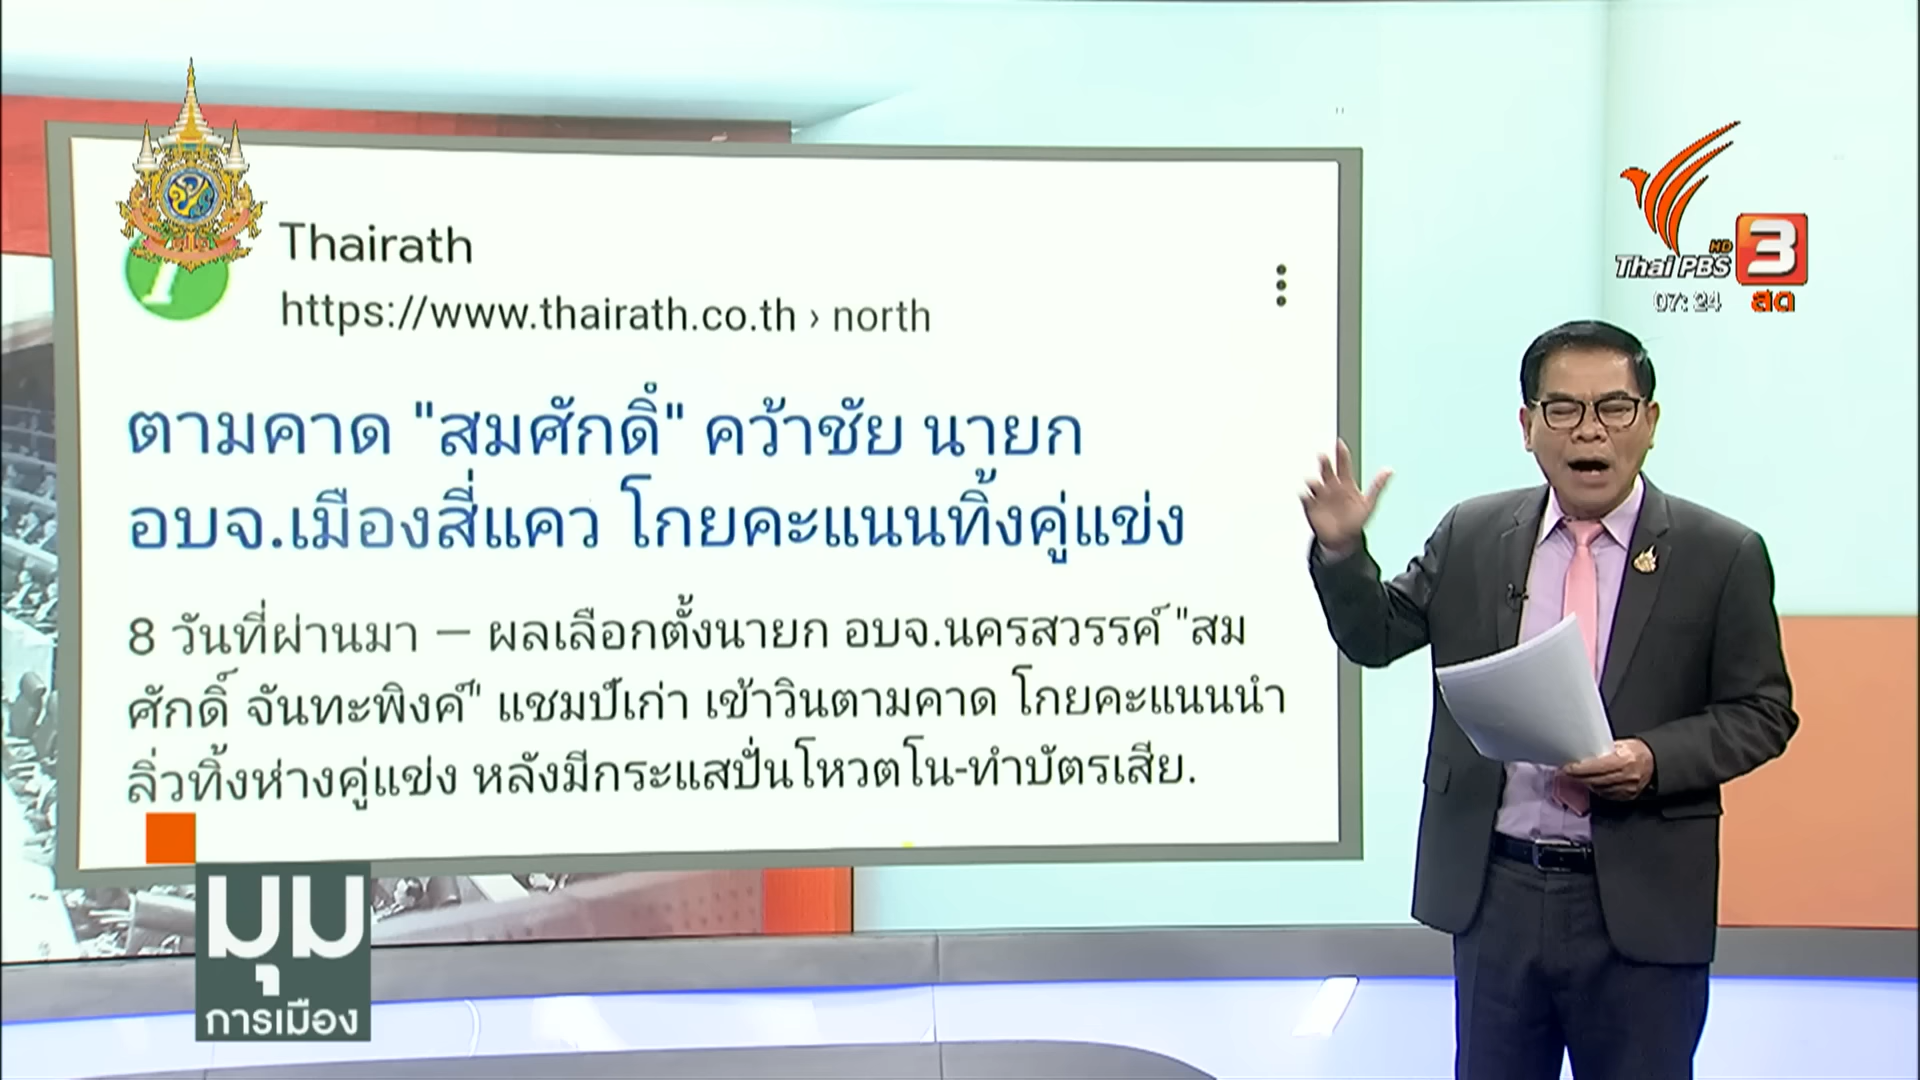 Thairath
https://www.thairath.co.th › north
ตามคาด "สมศักดิ์" คว้าชัย นายก
อบจ.เมืองสี่แคว โกยคะแนนทิ้งคู่แข่ง
8 วันที่ผ่านมา — ผลเลือกตั้งนายก อบจ.นครสวรรค์ "สม
ศักดิ์ จันทะพิงค์" แชมป์เก่า เข้าวินตามคาด โกยคะแนนนำ
ลิ่วทิ้งห่างคู่แข่ง หลังมีกระแสปั่นโหวตโน-ทำบัตรเสีย.
Thai PBS HD 3
07:24 สด
มุม
การเมือง